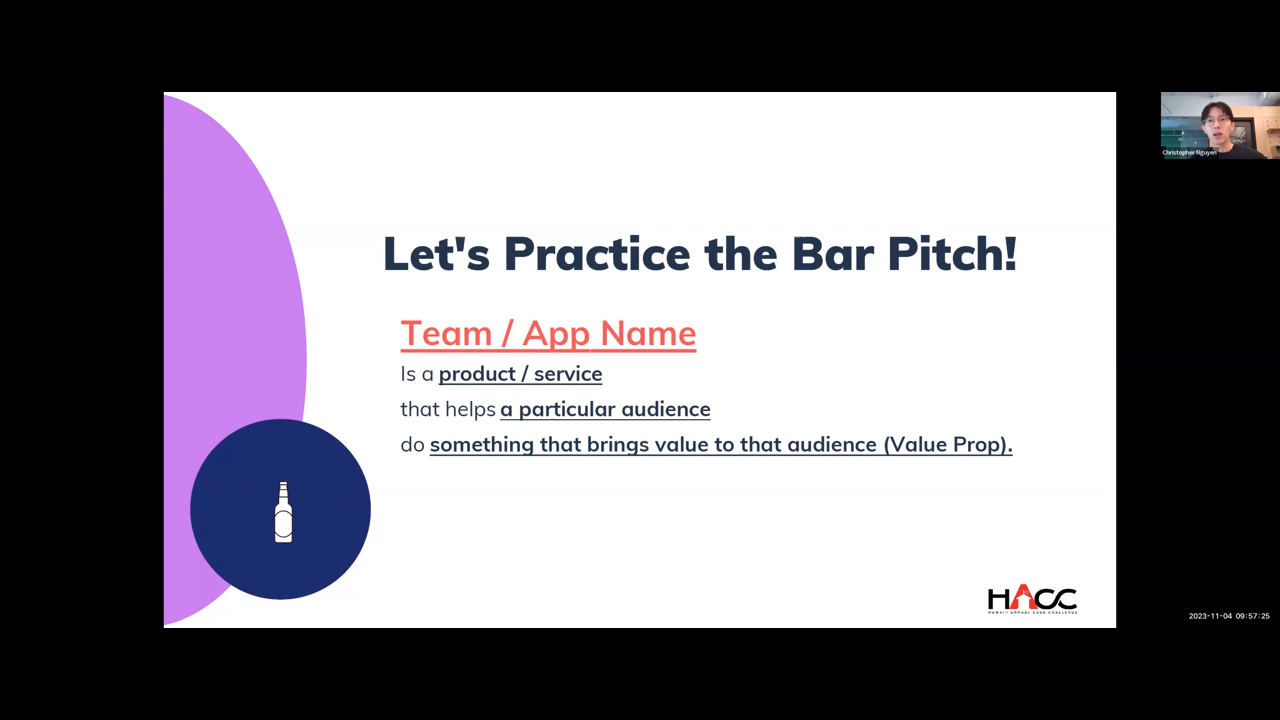 Let's Practice the Bar Pitch!
Team / App Name
Is a product / service
that helps a particular audience
do something that brings value to that audience (Value Prop).
HACC
HAWAII ANNUAL CODE CHALLENGE
Christopher Nguyen
2023-11-04 09:57:25